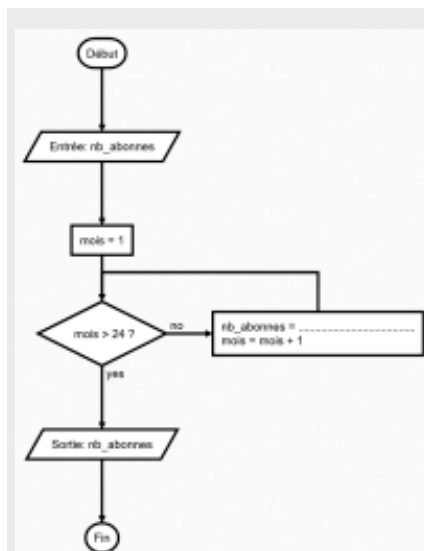 Début
Entrée: nb_abonnes
mois = 1
mois > 24 ?
no
nb_abonnes = ........................................
mois = mois + 1
yes
Sortie: nb_abonnes
Fin